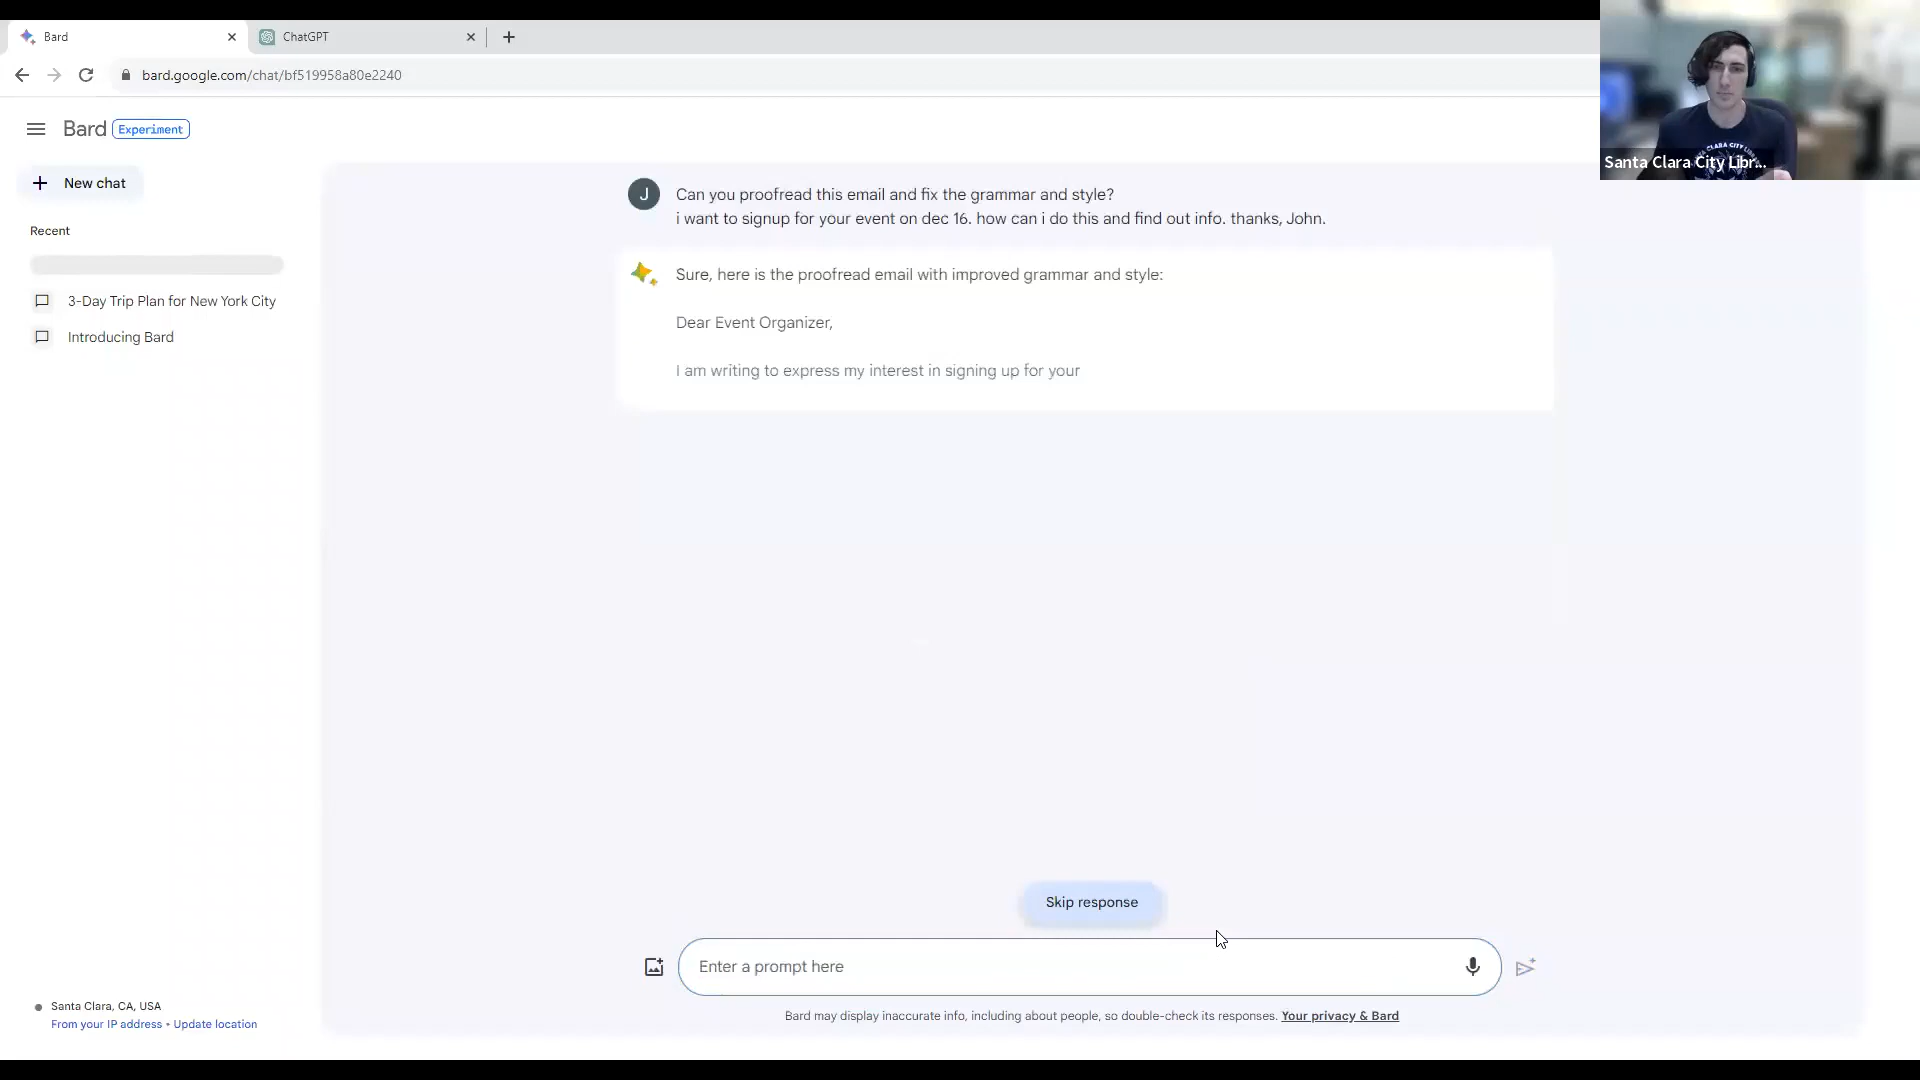 Bard
ChatGPT
bard.google.com/chat/bf519958a80e2240
Bard Experiment
New chat
Recent
3-Day Trip Plan for New York City
Introducing Bard
Santa Clara, CA, USA
From your IP address • Update location
J
Can you proofread this email and fix the grammar and style?
i want to signup for your event on dec 16. how can i do this and find out info. thanks, John.
Sure, here is the proofread email with improved grammar and style:
Dear Event Organizer,
I am writing to express my interest in signing up for your
Skip response
Enter a prompt here
Bard may display inaccurate info, including about people, so double-check its responses. Your privacy & Bard
Santa Clara City Libr...